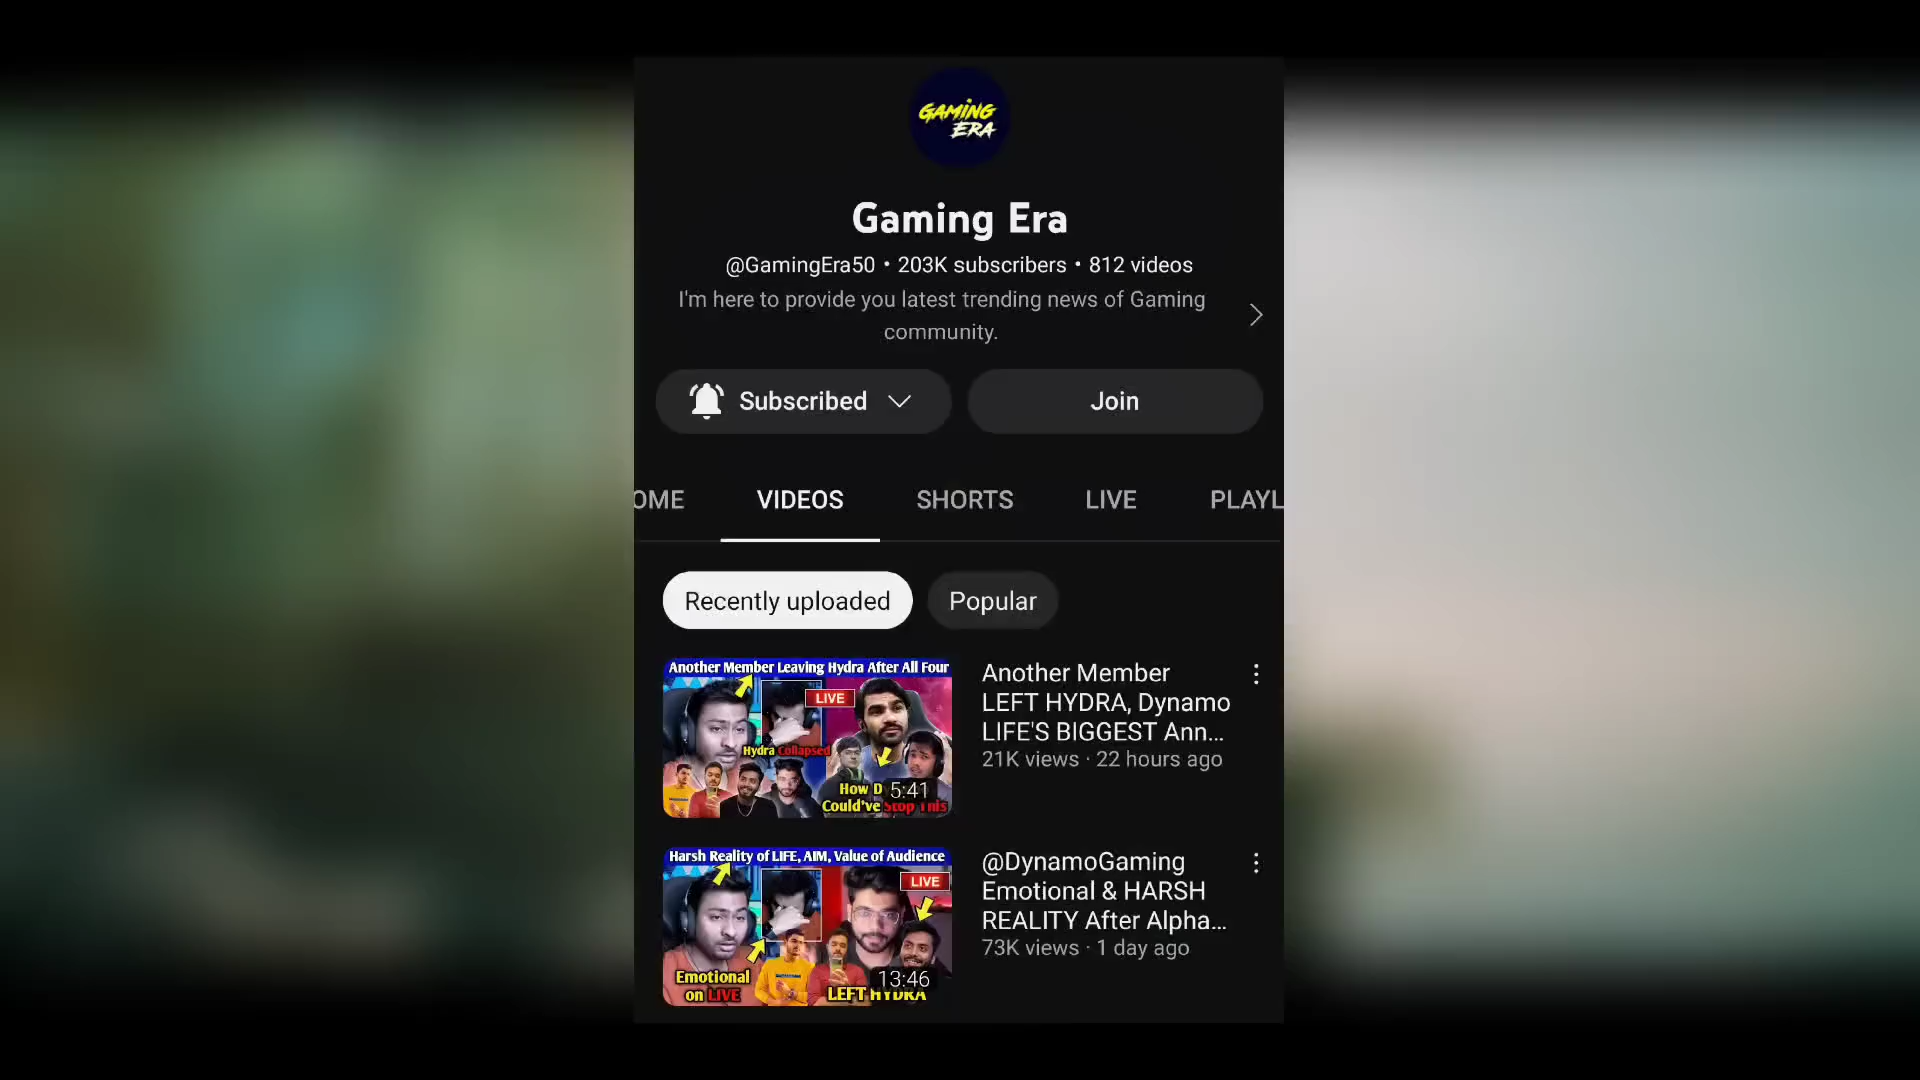 GAMING
ERA
Gaming Era
@GamingEra50 • 203K subscribers • 812 videos
I'm here to provide you latest trending news of Gaming
community.
Subscribed
Join
OME
VIDEOS
SHORTS
LIVE
PLAYL
Recently uploaded
Popular
Another Member Leaving Hydra After All Four
LIVE
Hydra Collapsed
How D
5:41
Could've Stop This
Another Member
LEFT HYDRA, Dynamo
LIFE'S BIGGEST Ann...
21K views · 22 hours ago
Harsh Reality of LIFE, AIM, Value of Audience
LIVE
Emotional
on LIVE
13:46
LEFT HYDRA
@DynamoGaming
Emotional & HARSH
REALITY After Alpha...
73K views · 1 day ago